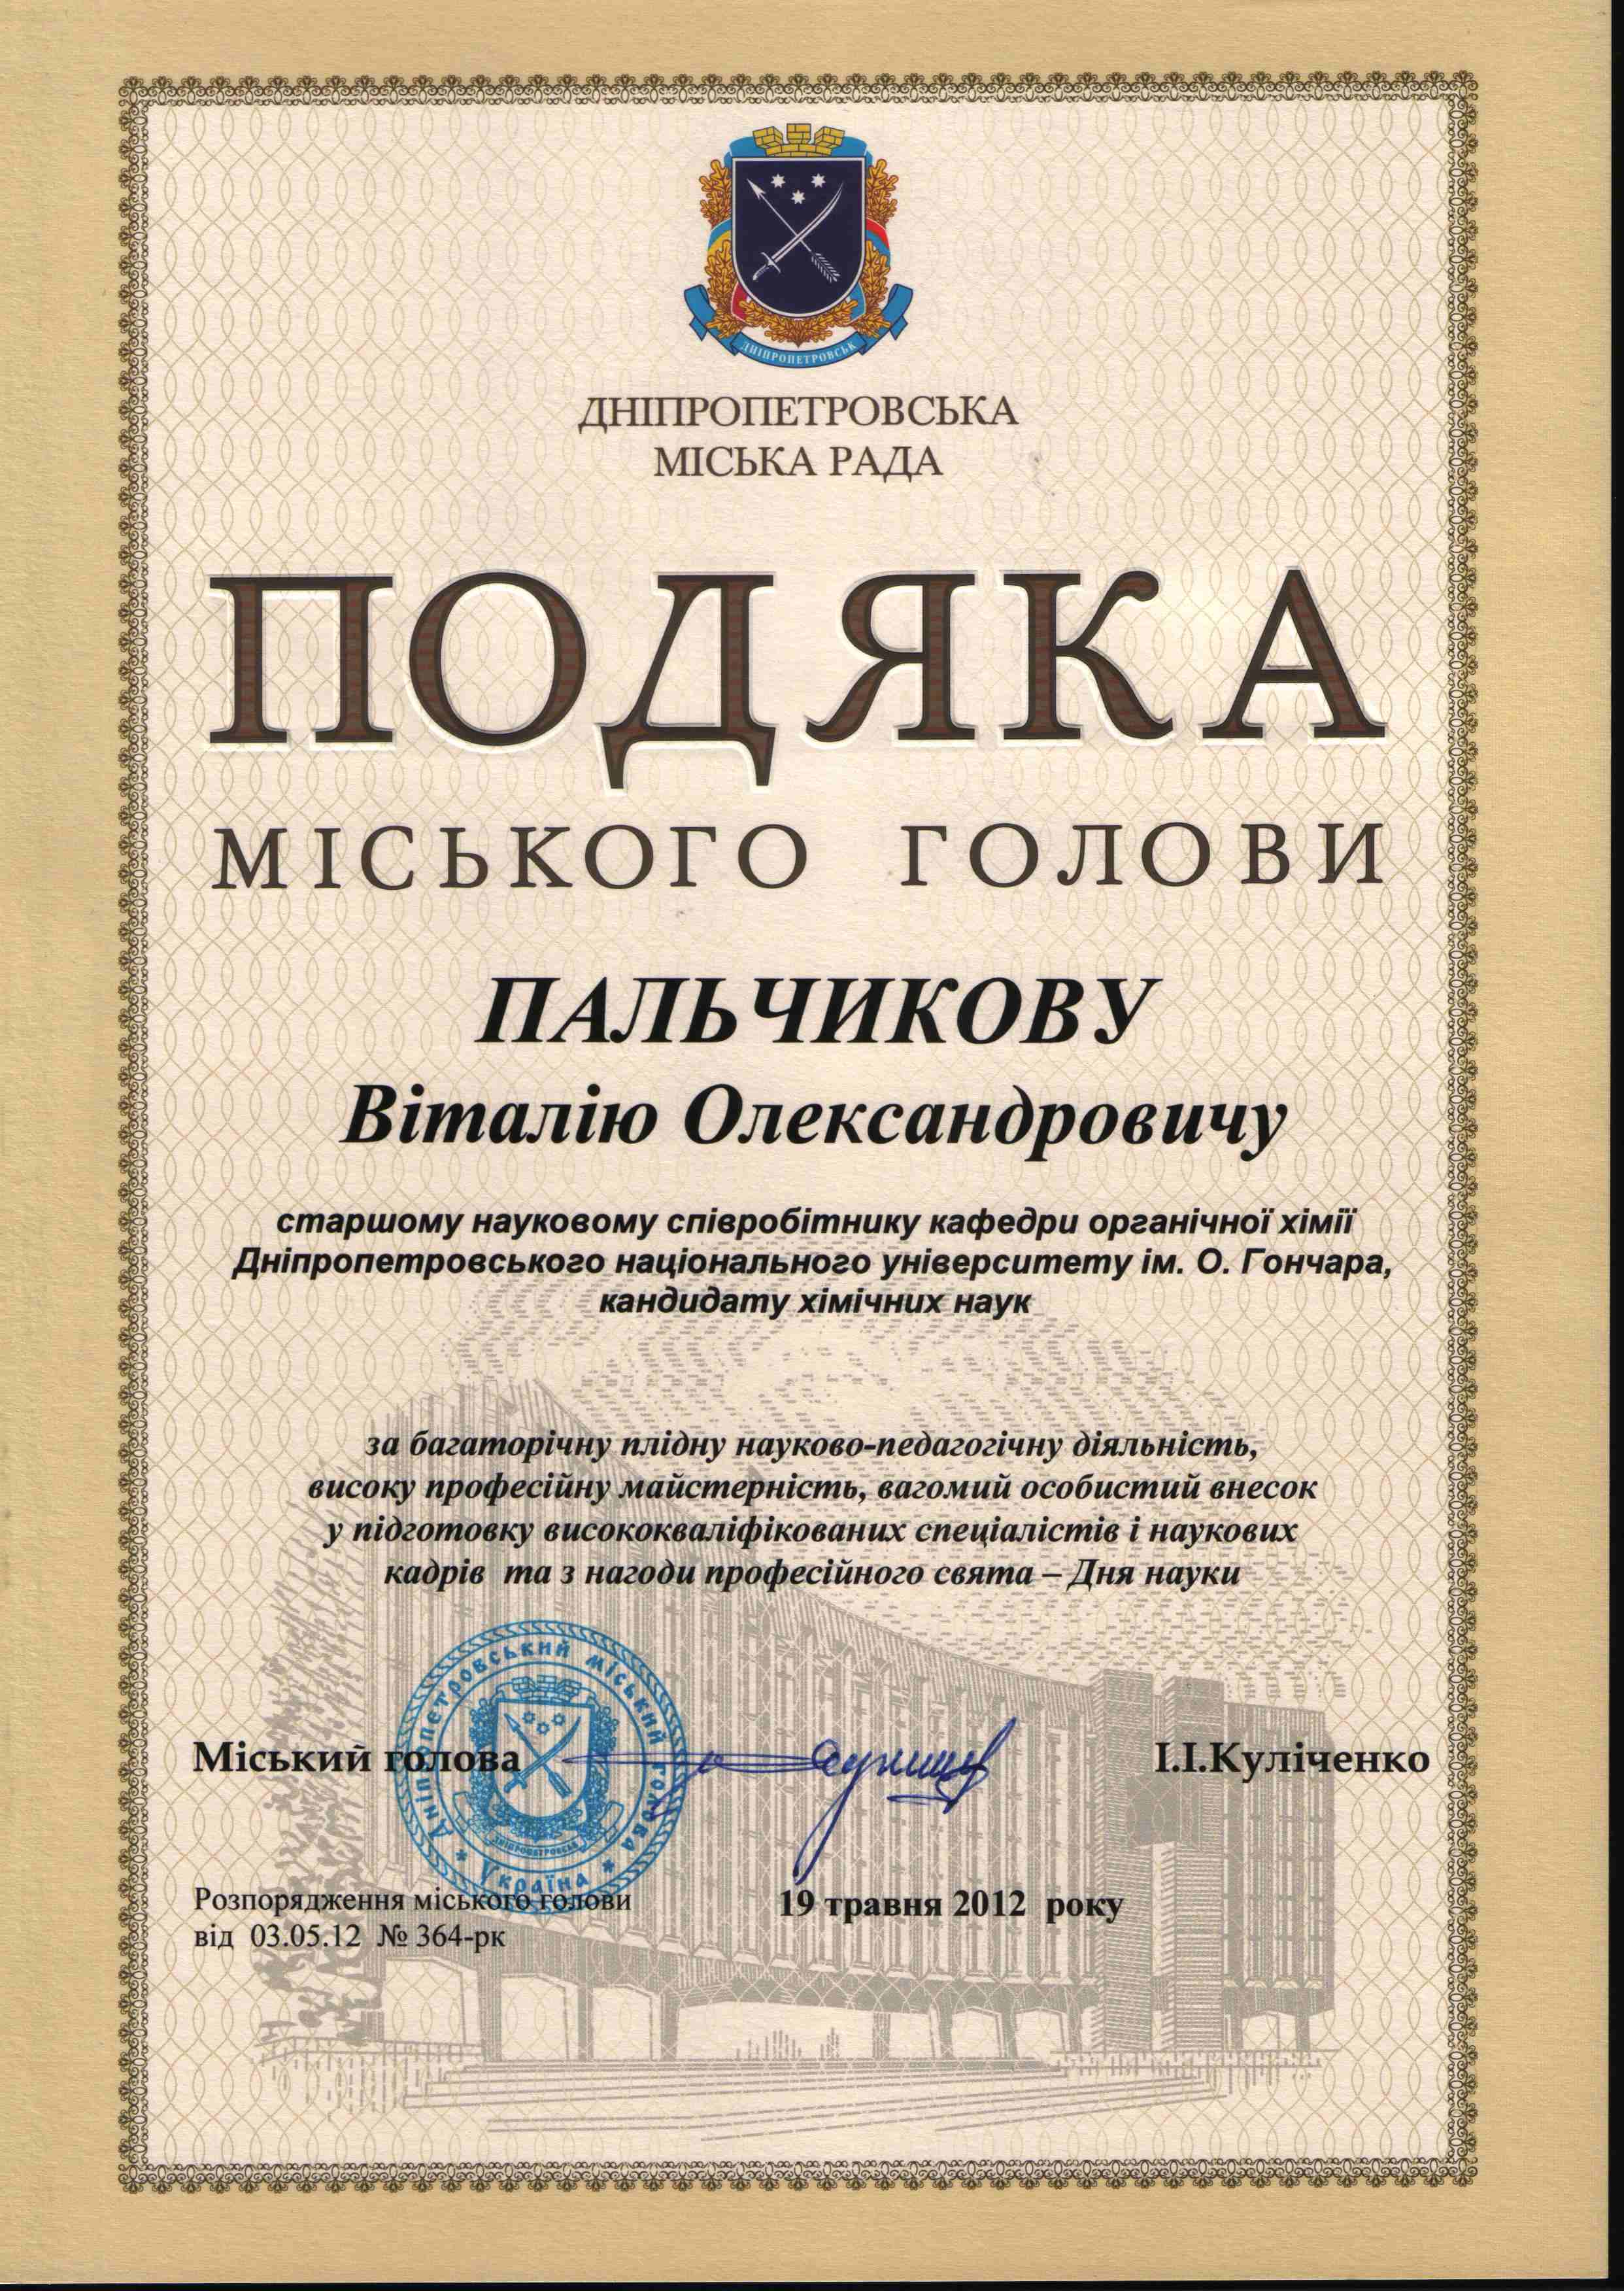 ДНІПРОПЕТРОВСЬК
ДНІПРОПЕТРОВСЬКА
МІСЬКА РАДА
ПОДЯКА
МІСЬКОГО ГОЛОВИ
ПАЛЬЧИКОВУ
Віталію Олександровичу
старшому науковому співробітнику кафедри органічної хімії
Дніпропетровського національного університету ім. О. Гончара,
кандидату хімічних наук
за багаторічну плідну науково-педагогічну діяльність,
високу професійну майстерність, вагомий особистий внесок
у підготовку висококваліфікованих спеціалістів і наукових
кадрів та з нагоди професійного свята – Дня науки
Дніпропетровський міський голова
ДНІПРОПЕТРОВСЬК
* Україна *
Міський голова
І.І.Куліченко
Розпорядження міського голови
від 03.05.12 № 364-рк
19 травня 2012 року